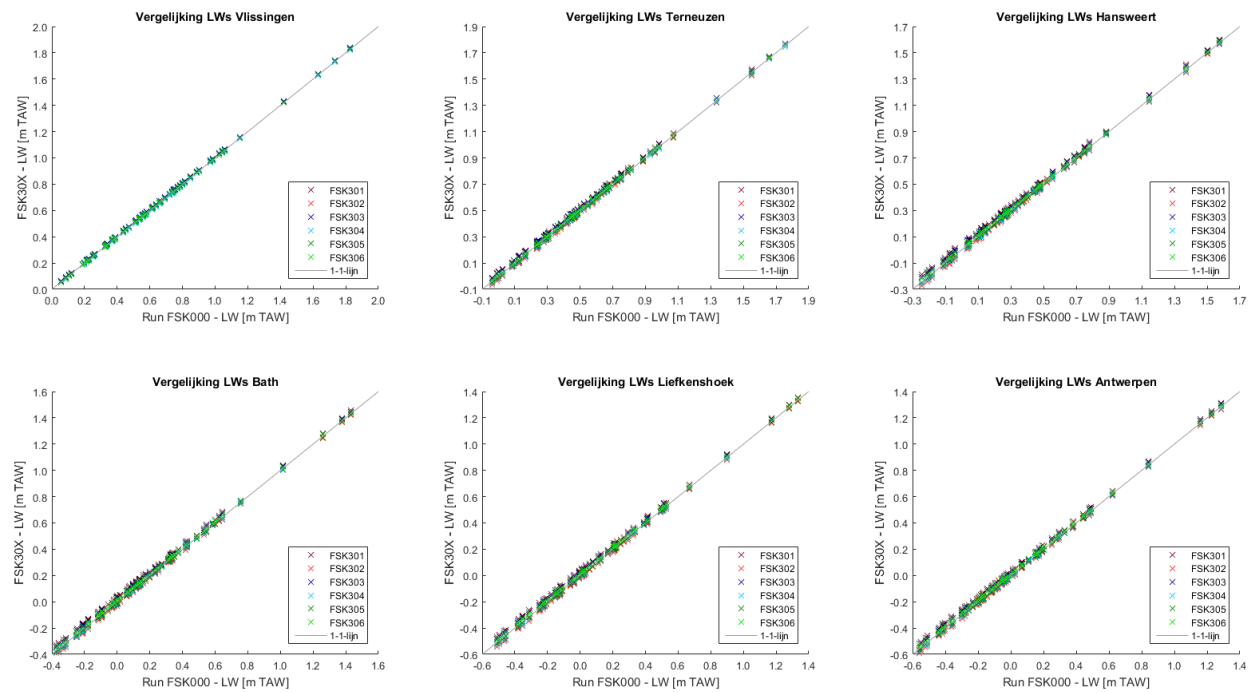 Vergelijking LWs Vlissingen
2.0
1.8
1.6
1.4
1.2
1.0
0.8
0.6
0.4
0.2
0.0
FSK30X - LW [m TAW]
0.0 0.2 0.4 0.6 0.8 1.0 1.2 1.4 1.6 1.8 2.0
Run FSK000 - LW [m TAW]
FSK301
FSK302
FSK303
FSK304
FSK305
FSK306
1-1-lijn
Vergelijking LWs Terneuzen
1.9
1.7
1.5
1.3
1.1
0.9
0.7
0.5
0.3
0.1
-0.1
FSK30X - LW [m TAW]
-0.1 0.1 0.3 0.5 0.7 0.9 1.1 1.3 1.5 1.7 1.9
Run FSK000 - LW [m TAW]
FSK301
FSK302
FSK303
FSK304
FSK305
FSK306
1-1-lijn
Vergelijking LWs Hansweert
1.7
1.5
1.3
1.1
0.9
0.7
0.5
0.3
0.1
-0.1
-0.3
FSK30X - LW [m TAW]
-0.3 -0.1 0.1 0.3 0.5 0.7 0.9 1.1 1.3 1.5 1.7
Run FSK000 - LW [m TAW]
FSK301
FSK302
FSK303
FSK304
FSK305
FSK306
1-1-lijn
Vergelijking LWs Bath
1.6
1.4
1.2
1.0
0.8
0.6
0.4
0.2
0.0
-0.2
-0.4
FSK30X - LW [m TAW]
-0.4 -0.2 0.0 0.2 0.4 0.6 0.8 1.0 1.2 1.4 1.6
Run FSK000 - LW [m TAW]
FSK301
FSK302
FSK303
FSK304
FSK305
FSK306
1-1-lijn
Vergelijking LWs Liefkenshoek
1.4
1.2
1.0
0.8
0.6
0.4
0.2
0.0
-0.2
-0.4
-0.6
FSK30X - LW [m TAW]
-0.6 -0.4 -0.2 0.0 0.2 0.4 0.6 0.8 1.0 1.2 1.4
Run FSK000 - LW [m TAW]
FSK301
FSK302
FSK303
FSK304
FSK305
FSK306
1-1-lijn
Vergelijking LWs Antwerpen
1.4
1.2
1.0
0.8
0.6
0.4
0.2
0.0
-0.2
-0.4
-0.6
FSK30X - LW [m TAW]
-0.6 -0.4 -0.2 0.0 0.2 0.4 0.6 0.8 1.0 1.2 1.4
Run FSK000 - LW [m TAW]
FSK301
FSK302
FSK303
FSK304
FSK305
FSK306
1-1-lijn